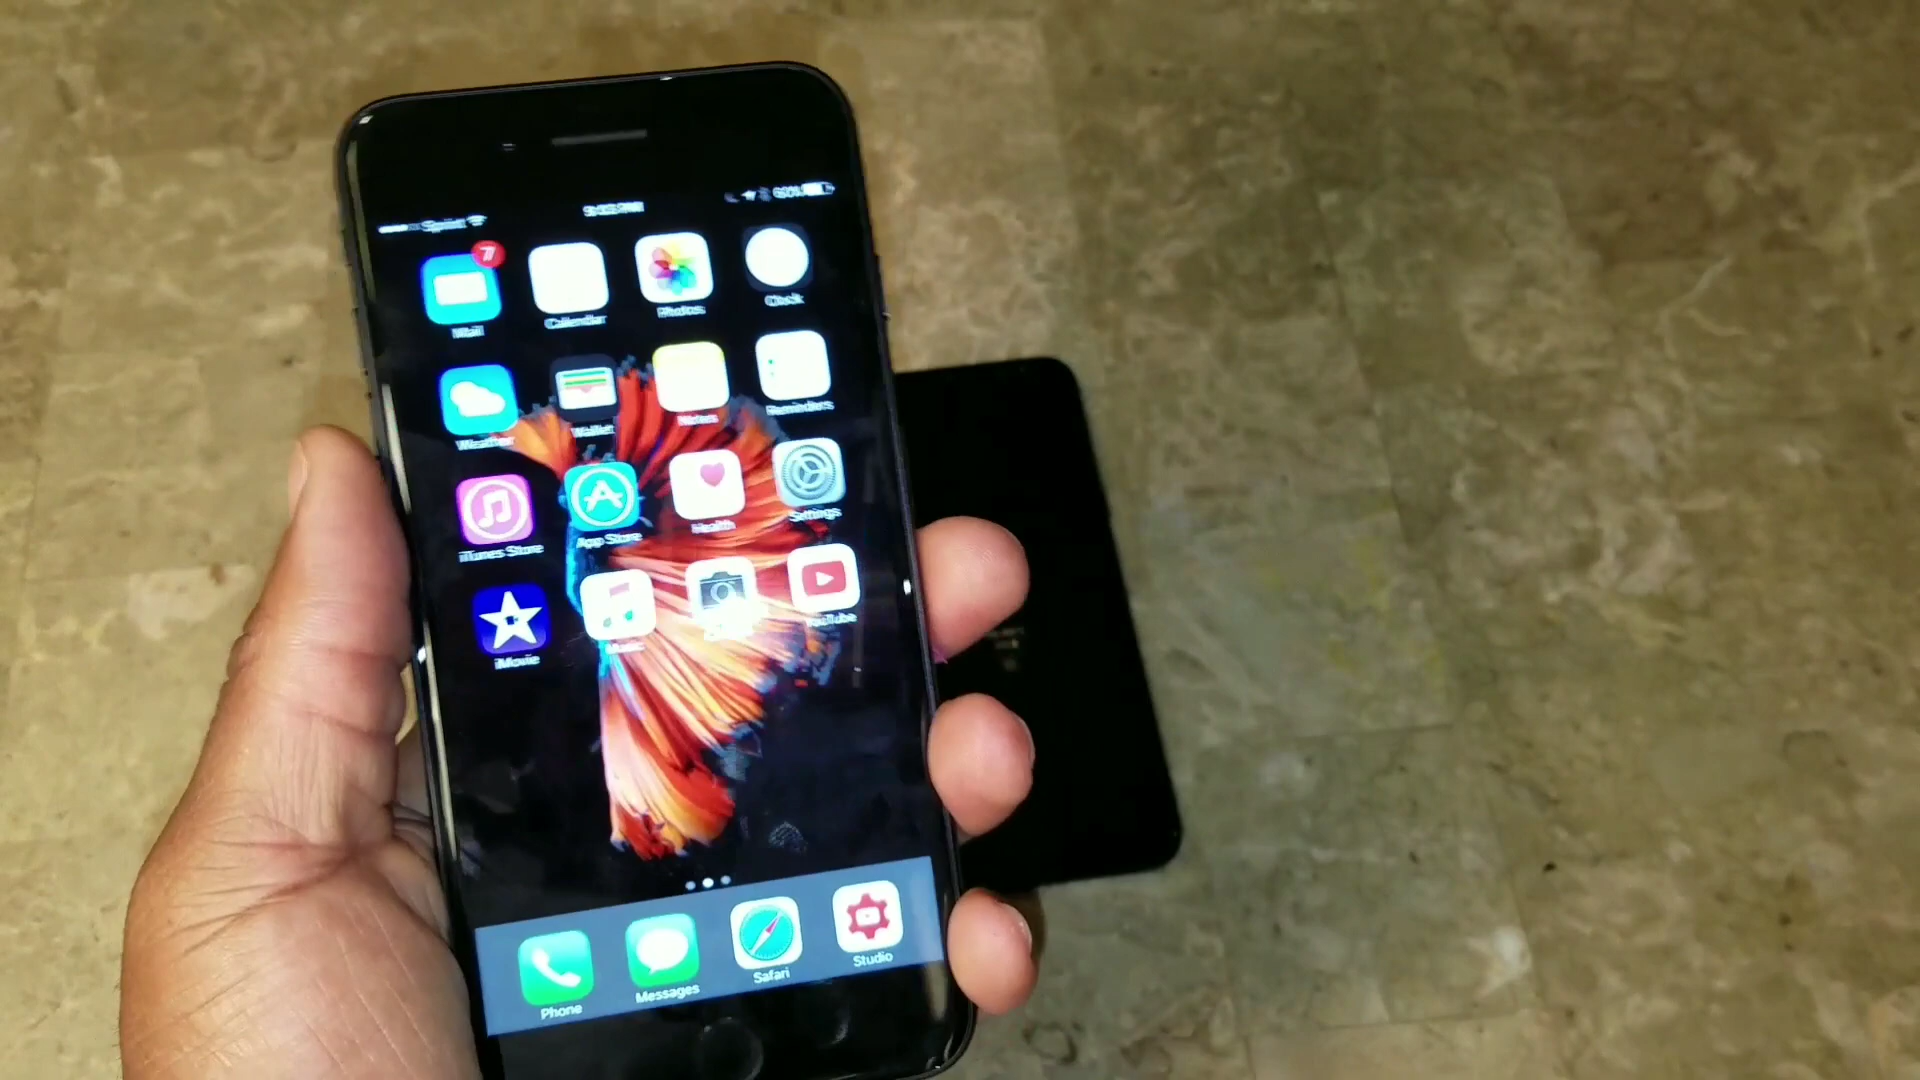 Sprint
7
Mail Calendar Photos Clock
Weather Wallet Notes Reminders
iTunes Store App Store Health Settings
iMovie Music YouTube
Phone Messages Safari Studio